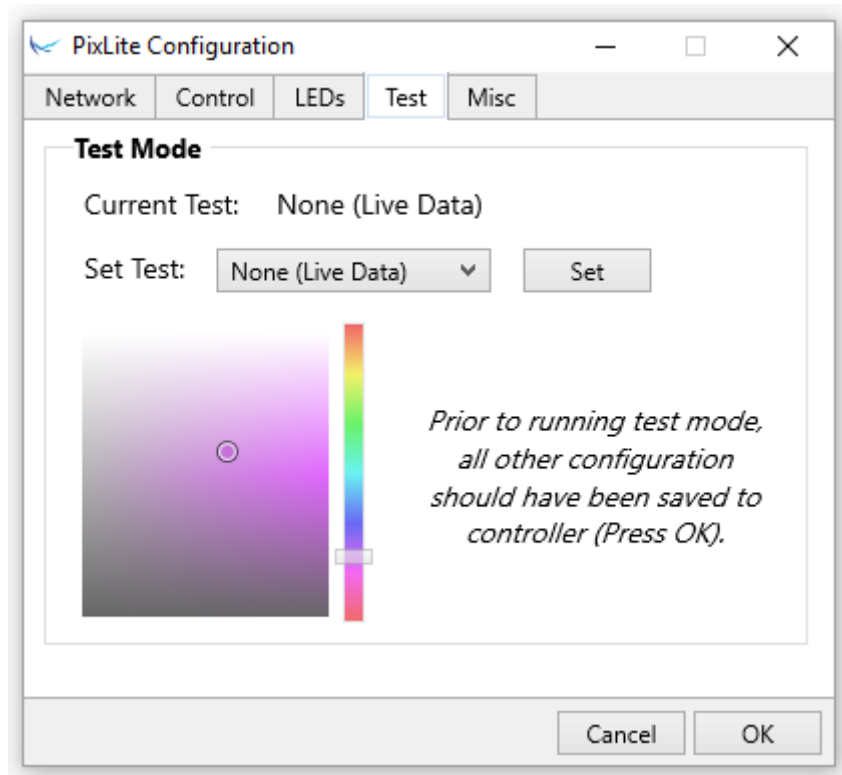 PixLite Configuration
Network Control LEDs Test Misc
Test Mode
Current Test: None (Live Data)
Set Test: None (Live Data) Set
Prior to running test mode,
all other configuration
should have been saved to
controller (Press OK).
Cancel OK